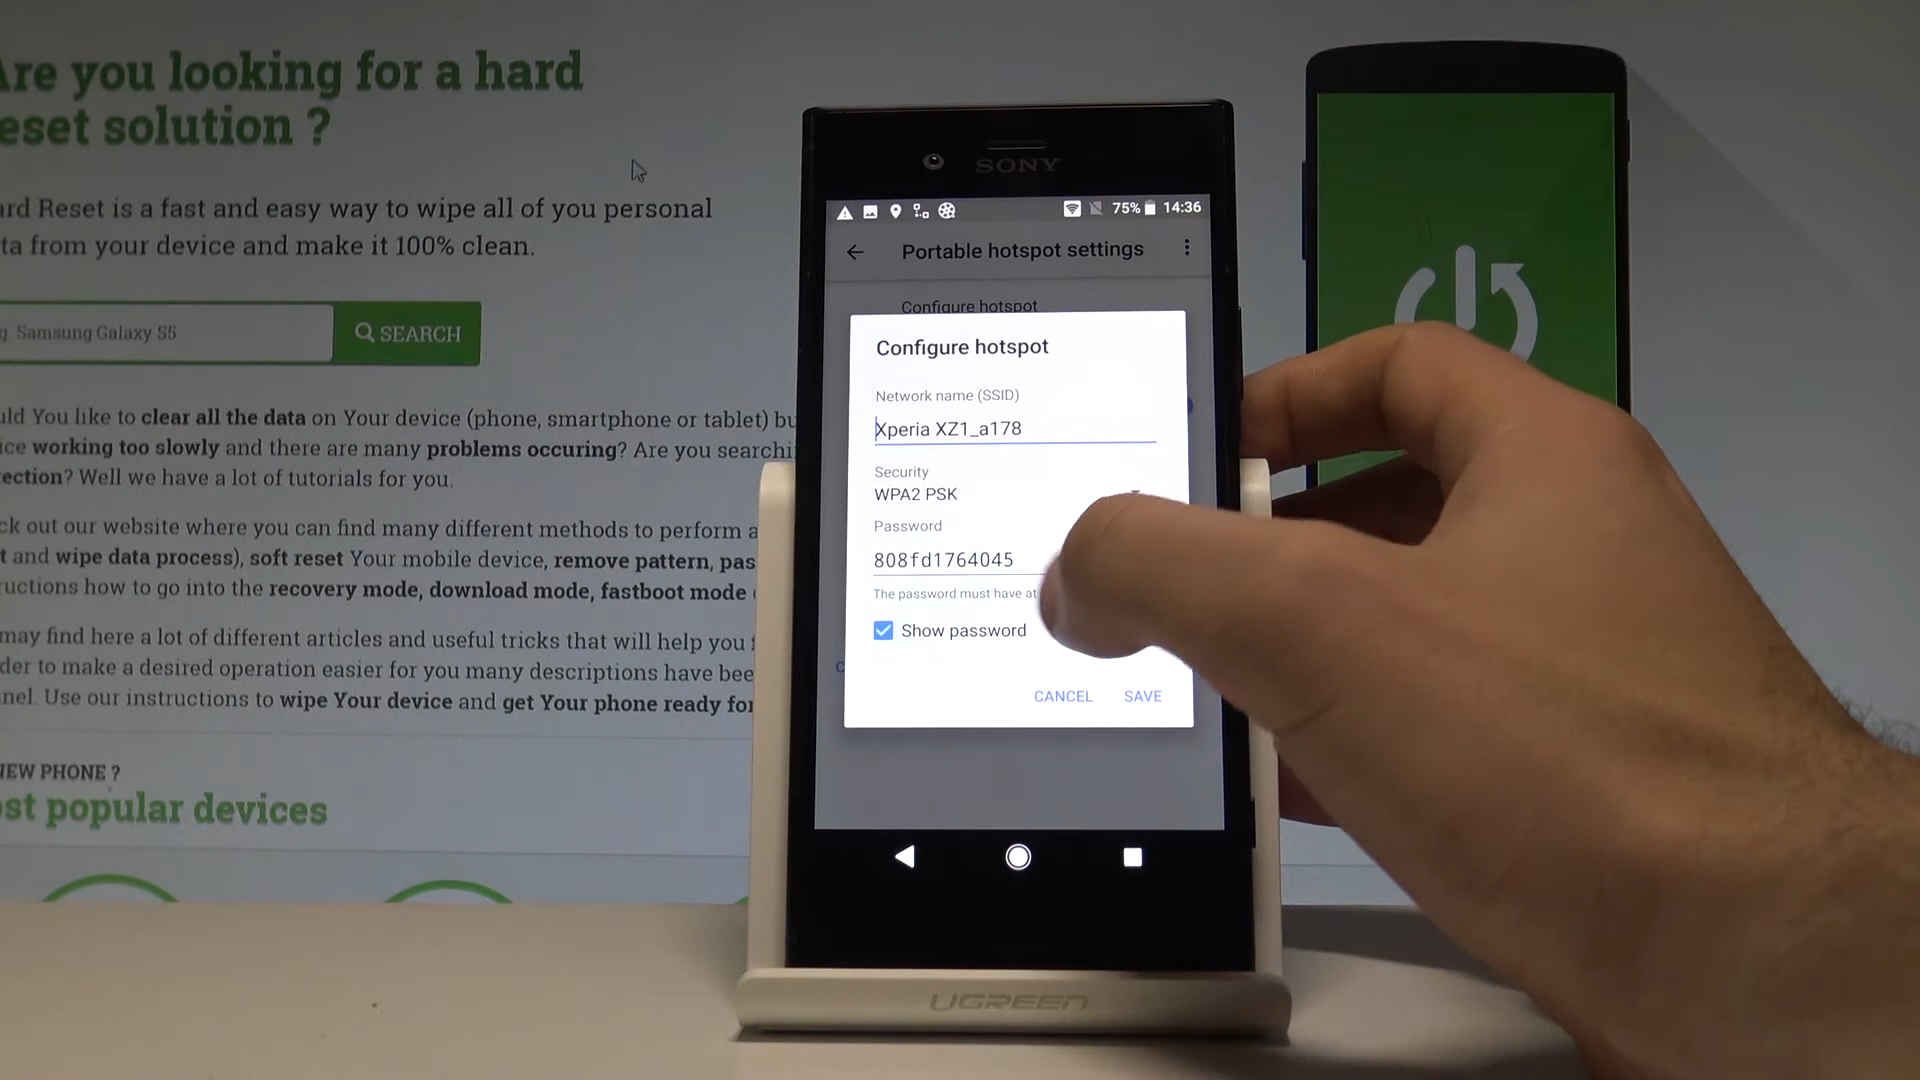 Are you looking for a hard
eset solution ?
ard Reset is a fast and easy way to wipe all of you personal
ta from your device and make it 100% clean.
g. Samsung Galaxy S5
SEARCH
uld You like to clear all the data on Your device (phone, smartphone or tablet) bu
ice working too slowly and there are many problems occuring? Are you searchi
ection? Well we have a lot of tutorials for you.
ck out our website where you can find many different methods to perform a
t and wipe data process), soft reset Your mobile device, remove pattern, pas
ructions how to go into the recovery mode, download mode, fastboot mode
may find here a lot of different articles and useful tricks that will help you
der to make a desired operation easier for you many descriptions have bee
nel. Use our instructions to wipe Your device and get Your phone ready for
NEW PHONE ?
st popular devices
SONY
75% 14:36
Portable hotspot settings
Configure hotspot
Configure hotspot
Network name (SSID)
Xperia XZ1_a178
Security
WPA2 PSK
Password
808fd1764045
The password must have at
Show password
CANCEL SAVE
UGREEN